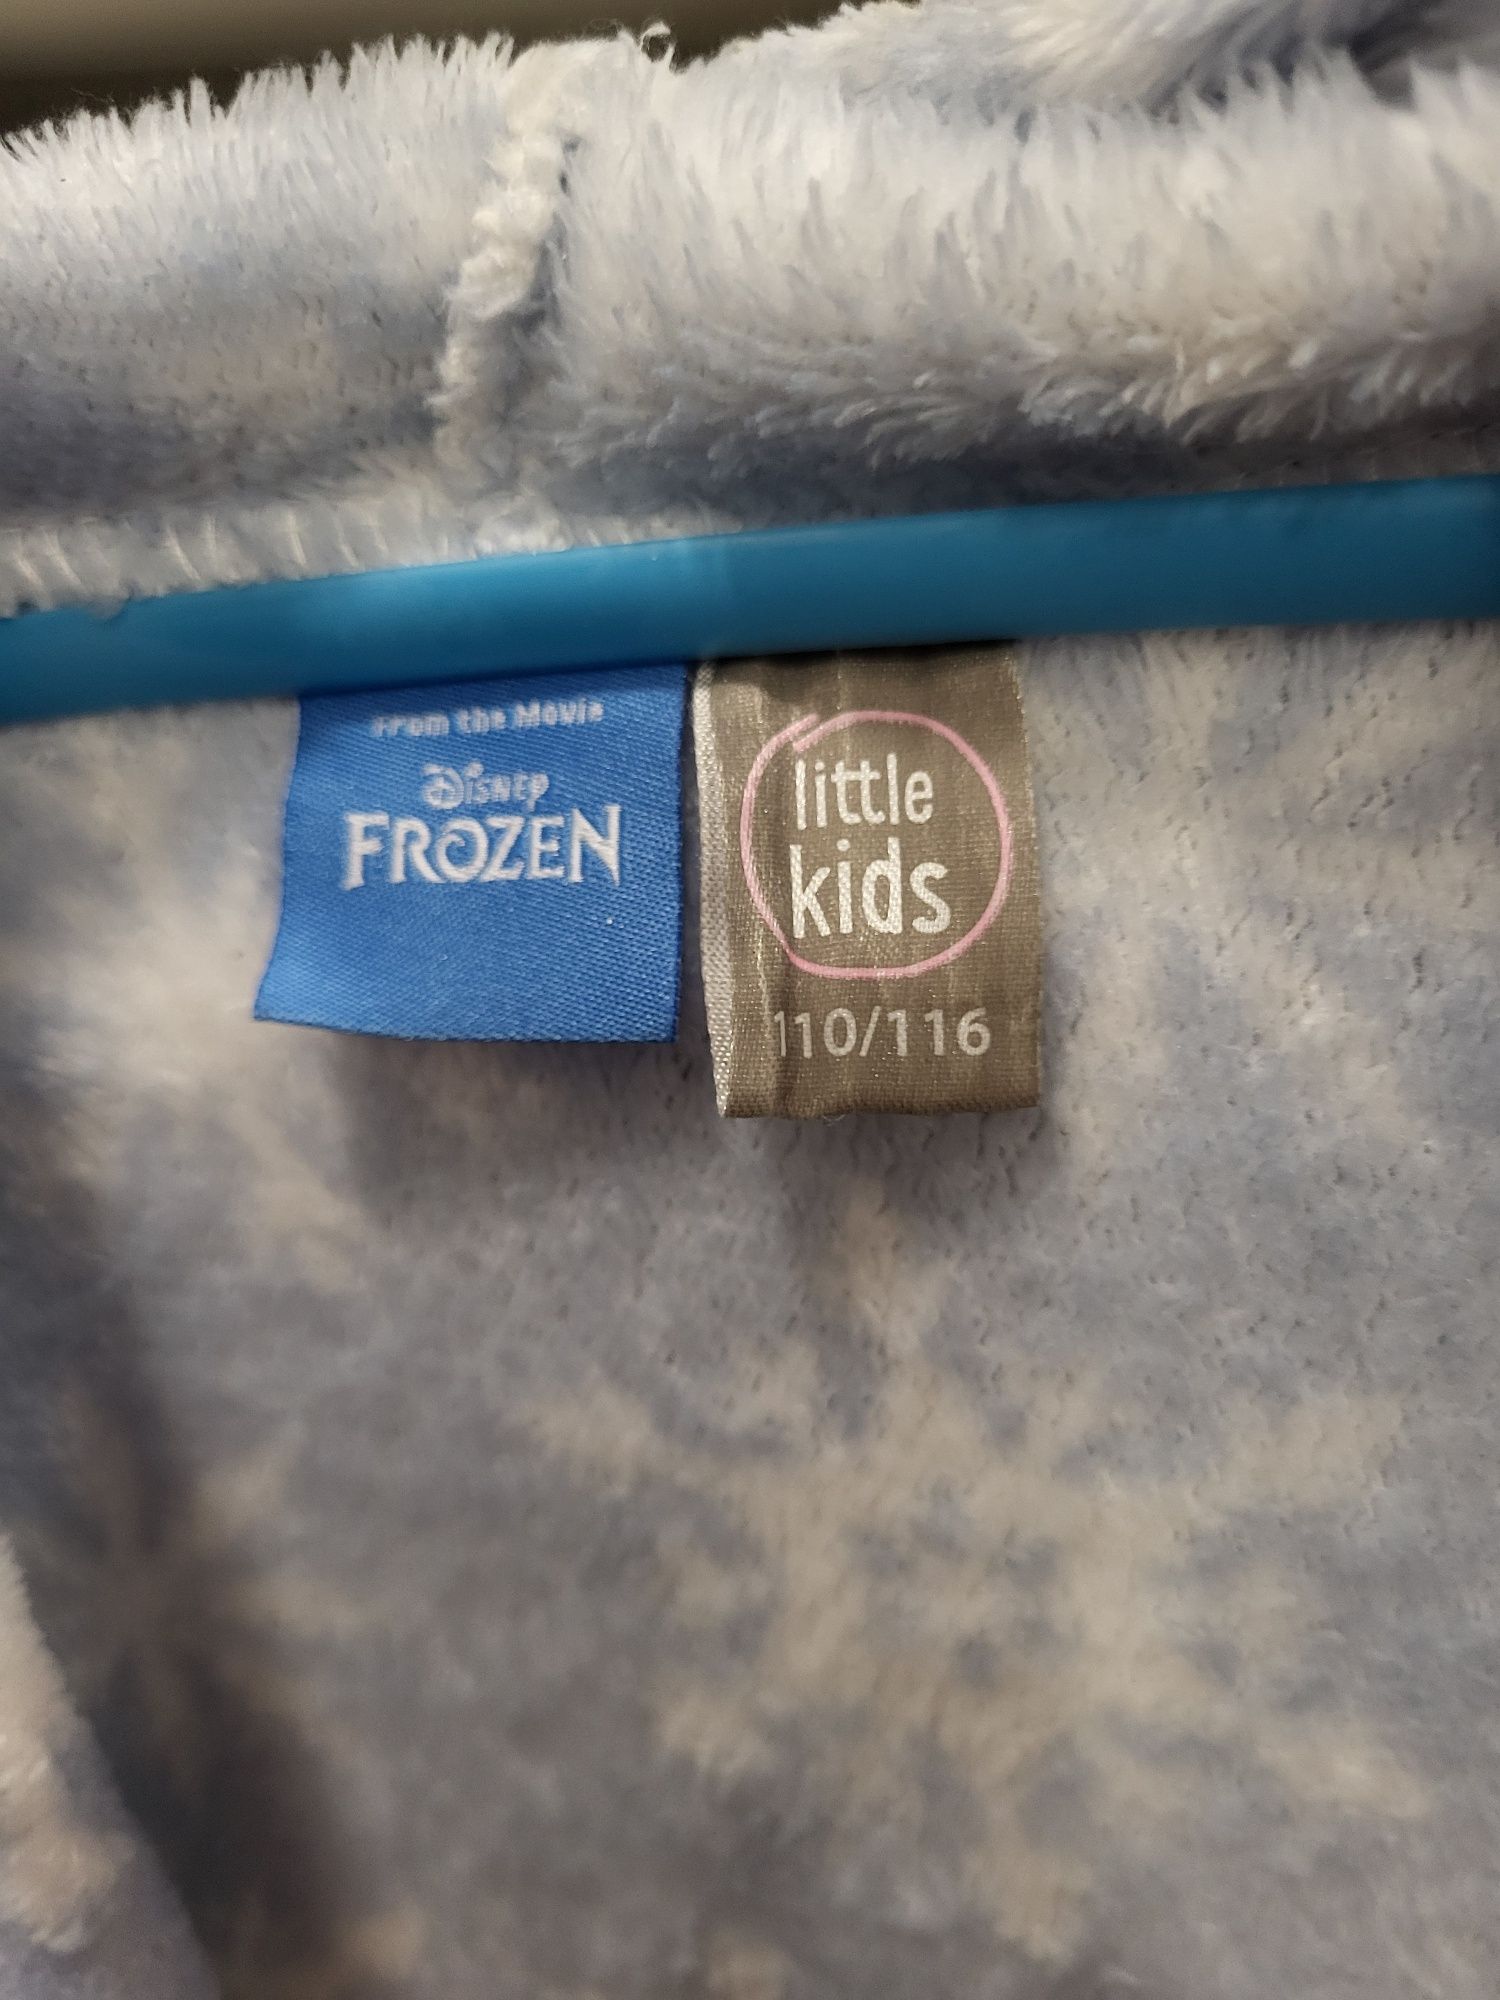 From the Movie
Disney
FROZEN
little
kids
110/116